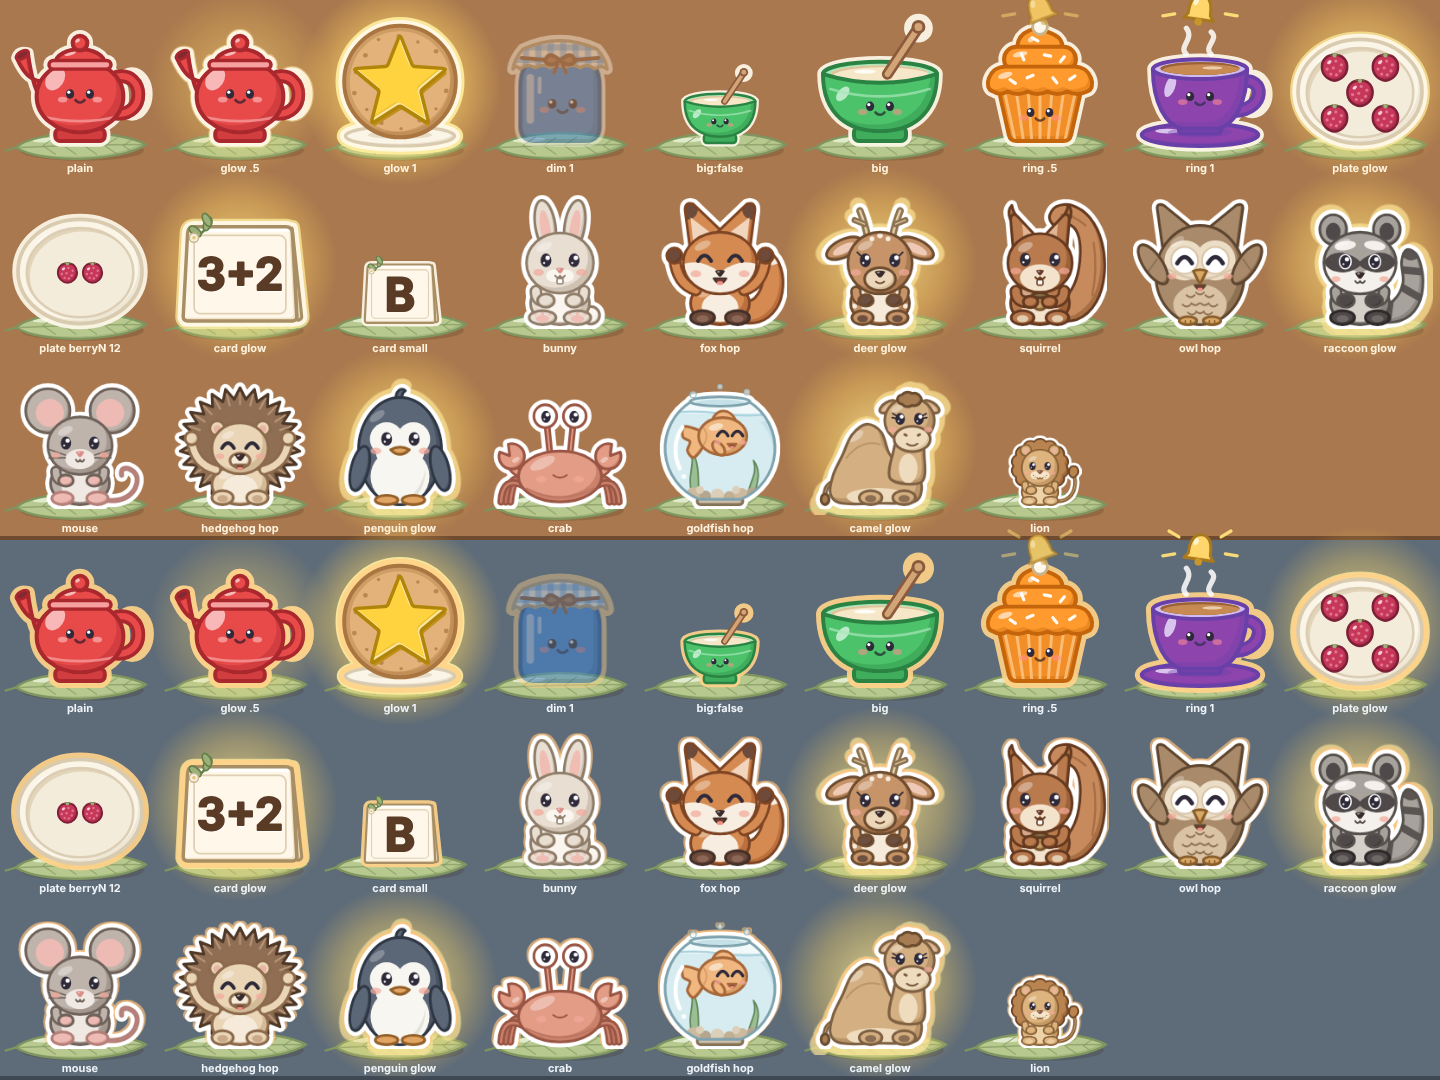 plain glow .5 glow 1 dim 1 big:false big ring .5 ring 1 plate glow
3+2 B
plate berryN 12 card glow card small bunny fox hop deer glow squirrel owl hop raccoon glow
mouse hedgehog hop penguin glow crab goldfish hop camel glow lion
plain glow .5 glow 1 dim 1 big:false big ring .5 ring 1 plate glow
3+2 B
plate berryN 12 card glow card small bunny fox hop deer glow squirrel owl hop raccoon glow
mouse hedgehog hop penguin glow crab goldfish hop camel glow lion